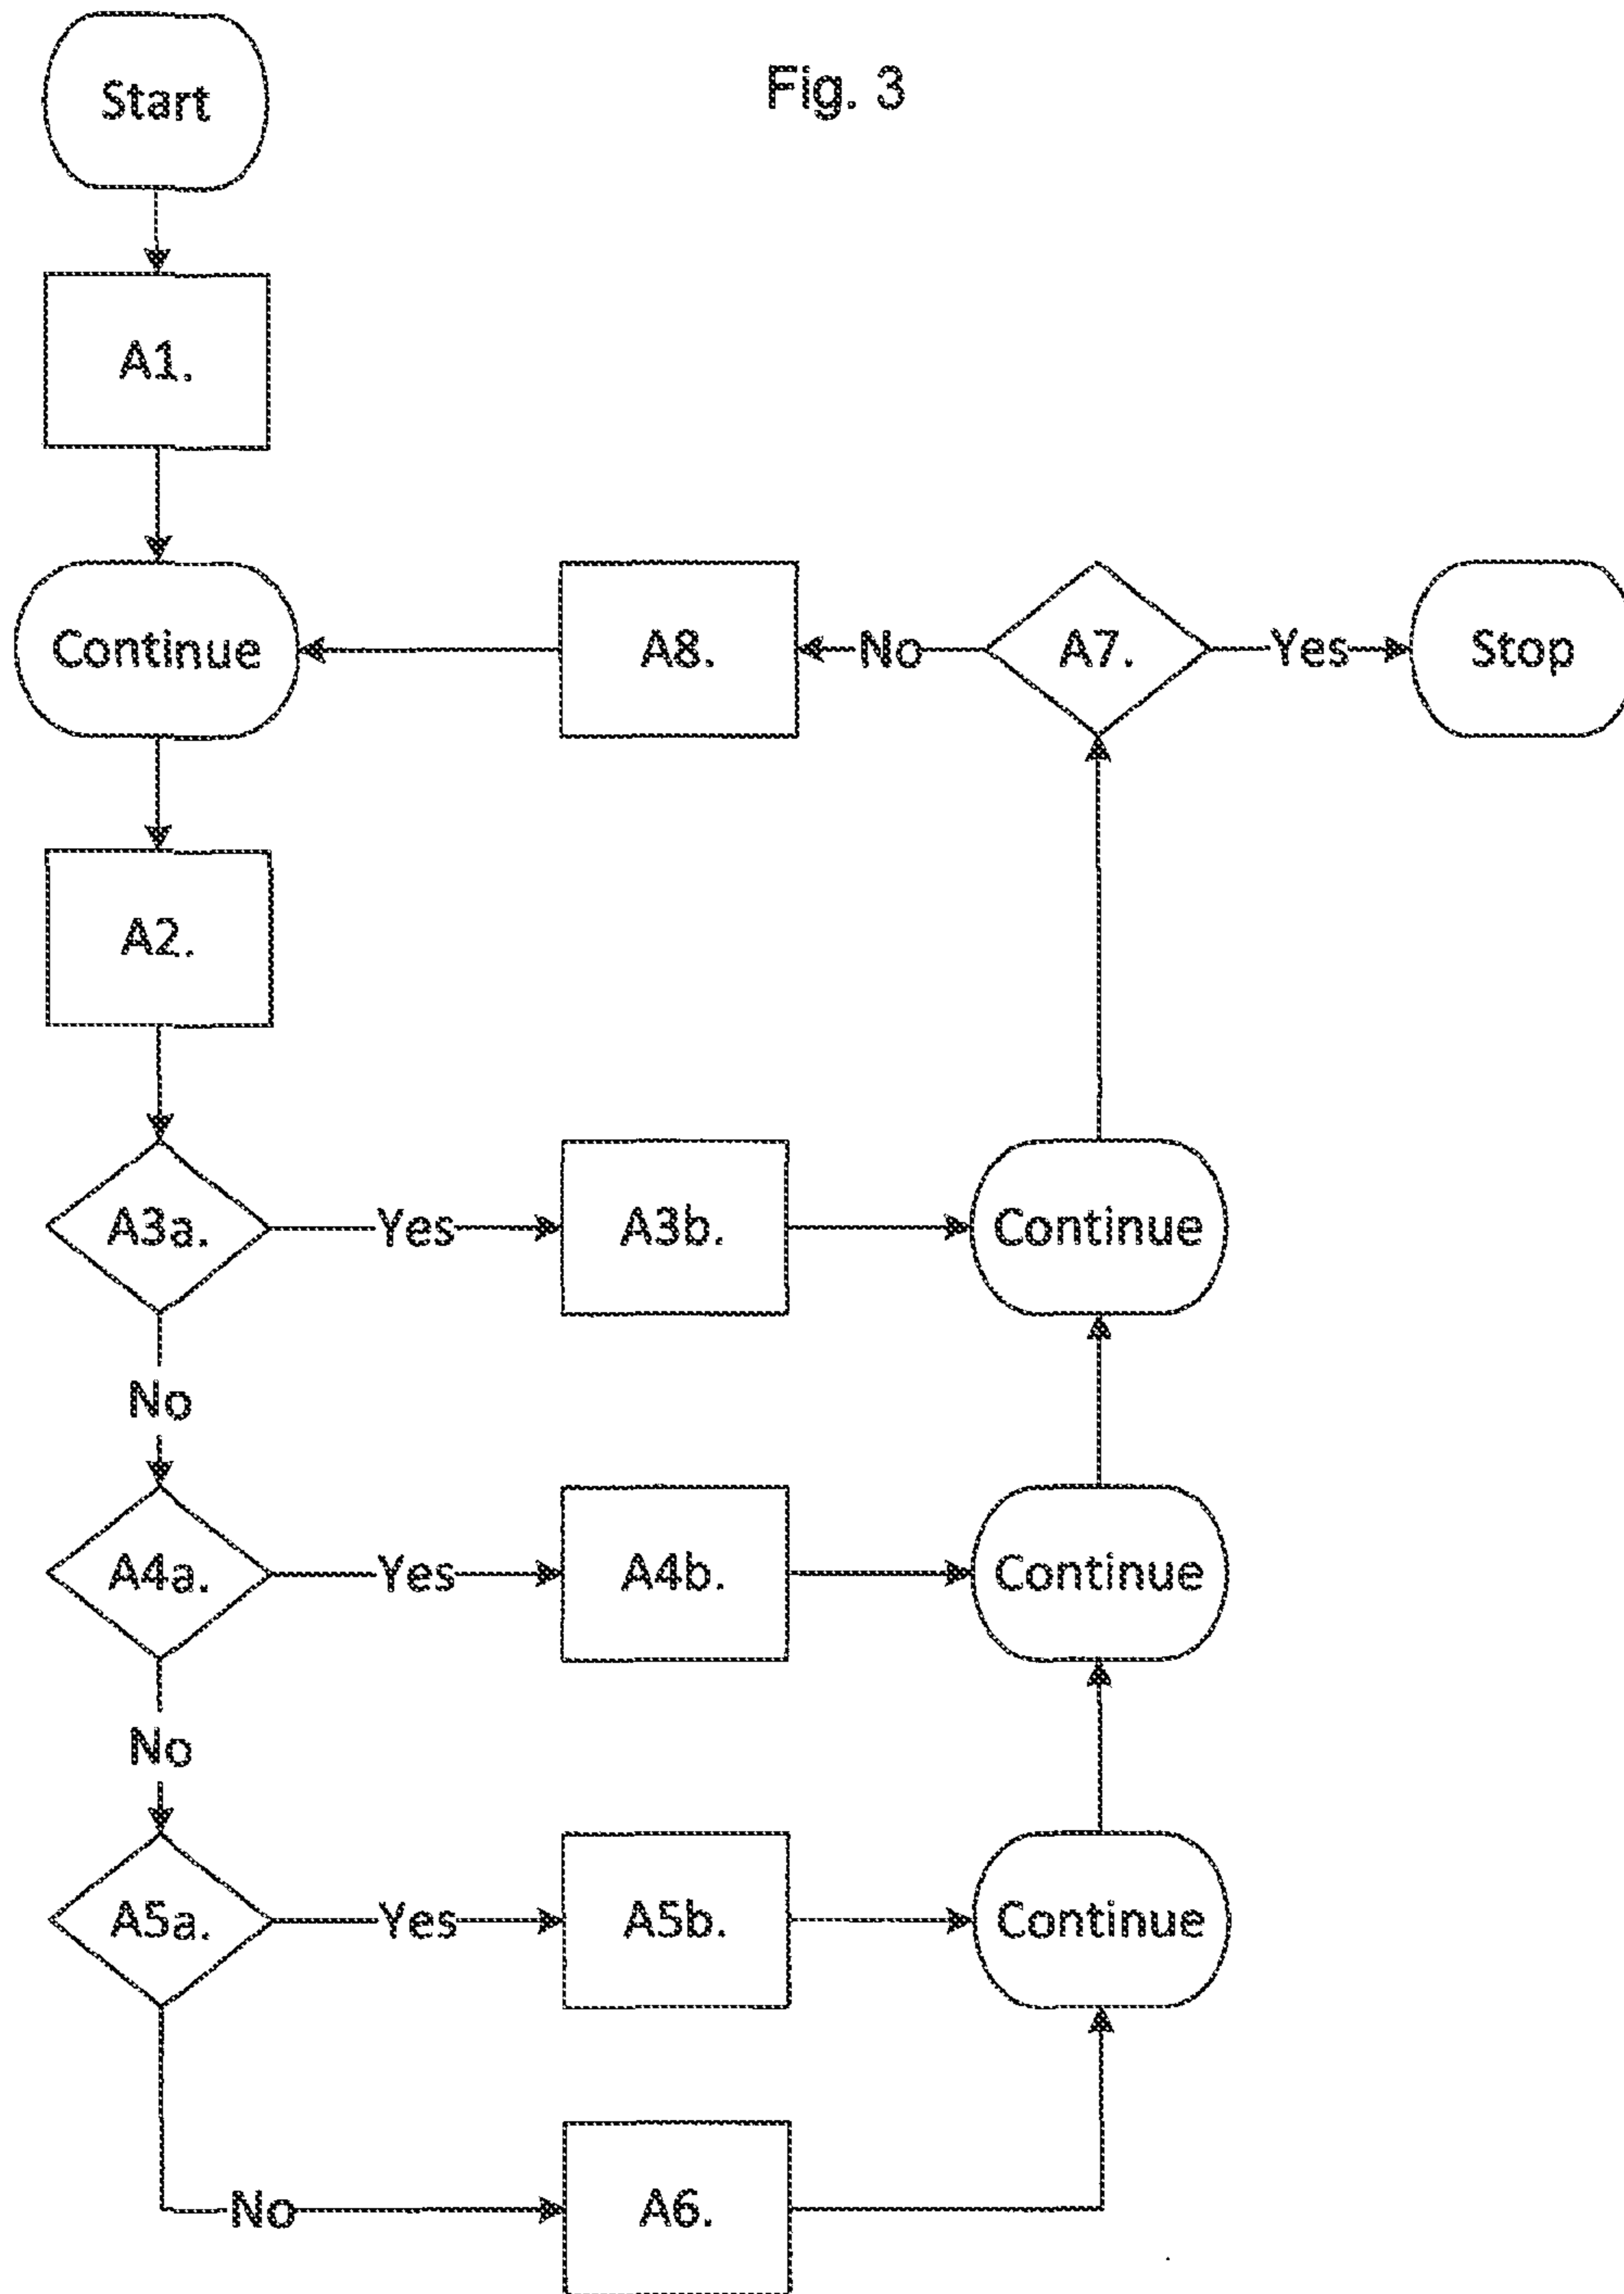 Start
Fig. 3
A1.
Continue
A8.
No
A7.
Yes
Stop
A2.
A3a.
Yes
A3b.
Continue
No
A4a.
Yes
A4b.
Continue
No
A5a.
Yes
A5b.
Continue
No
A6.